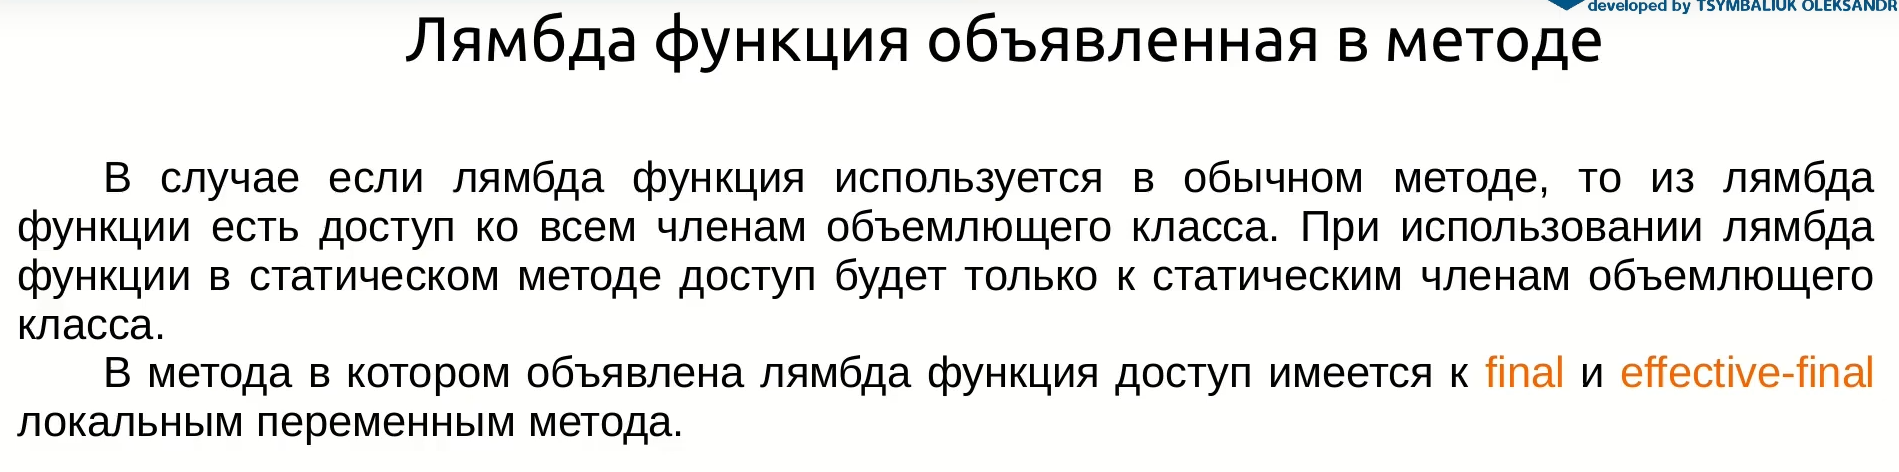 developed by TSYMBALIUK OLEKSANDR
Лямбда функция объявленная в методе
В случае если лямбда функция используется в обычном методе, то из лямбда
функции есть доступ ко всем членам объемлющего класса. При использовании лямбда
функции в статическом методе доступ будет только к статическим членам объемлющего
класса.
В метода в котором объявлена лямбда функция доступ имеется к final и effective-final
локальным переменным метода.